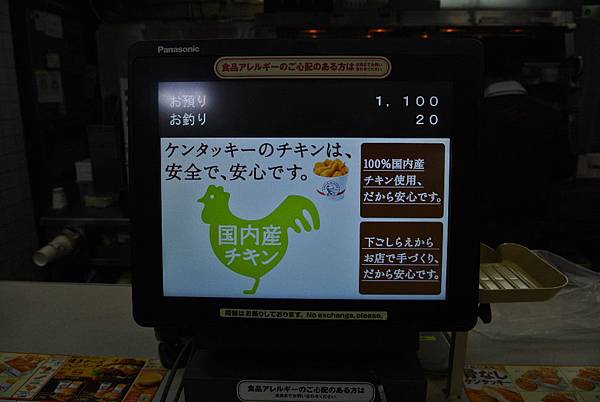 Panasonic
食品アレルギーのご心配のある方は
お預り 1,100
お釣り 20
ケンタッキーのチキンは、
安全で、安心です。
国内産
チキン
100%国内産
チキン使用、
だから安心です。
下ごしらえから
お店で手づくり、
だから安心です。
両替はお断りしております。 No exchange, please.
食品アレルギーのご心配のある方は